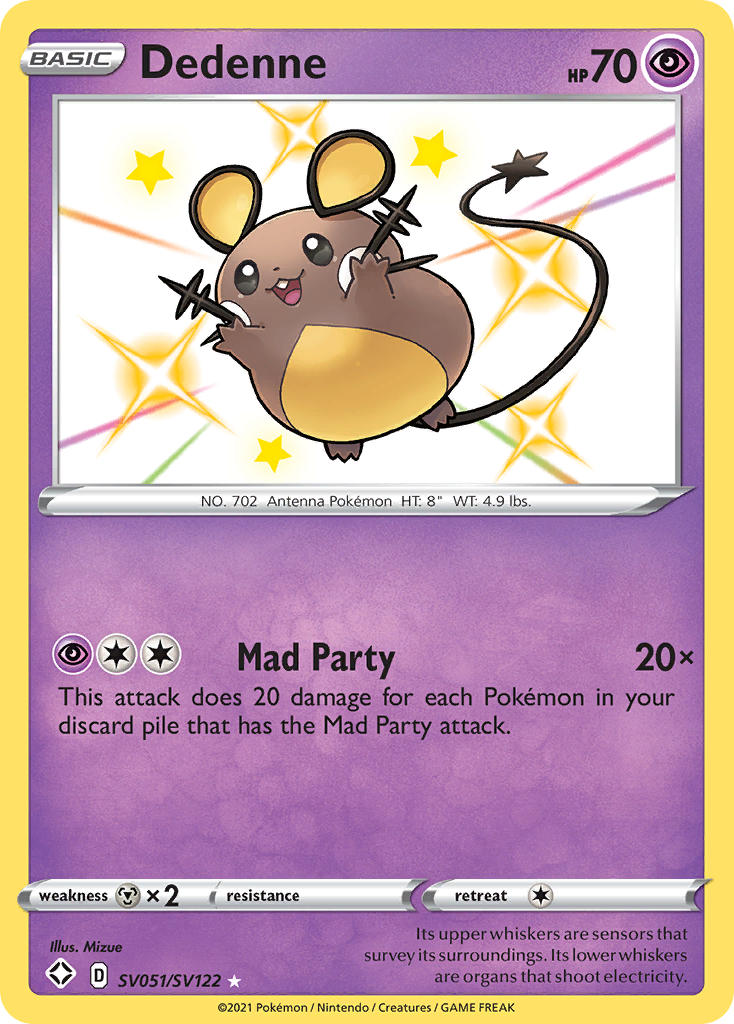 BASIC Dedenne HP 70
NO. 702 Antenna Pokémon HT: 8" WT: 4.9 lbs.
Mad Party 20×
This attack does 20 damage for each Pokémon in your
discard pile that has the Mad Party attack.
weakness ×2 resistance retreat
Its upper whiskers are sensors that
survey its surroundings. Its lower whiskers
are organs that shoot electricity.
Illus. Mizue
D SV051/SV122
©2021 Pokémon / Nintendo / Creatures / GAME FREAK